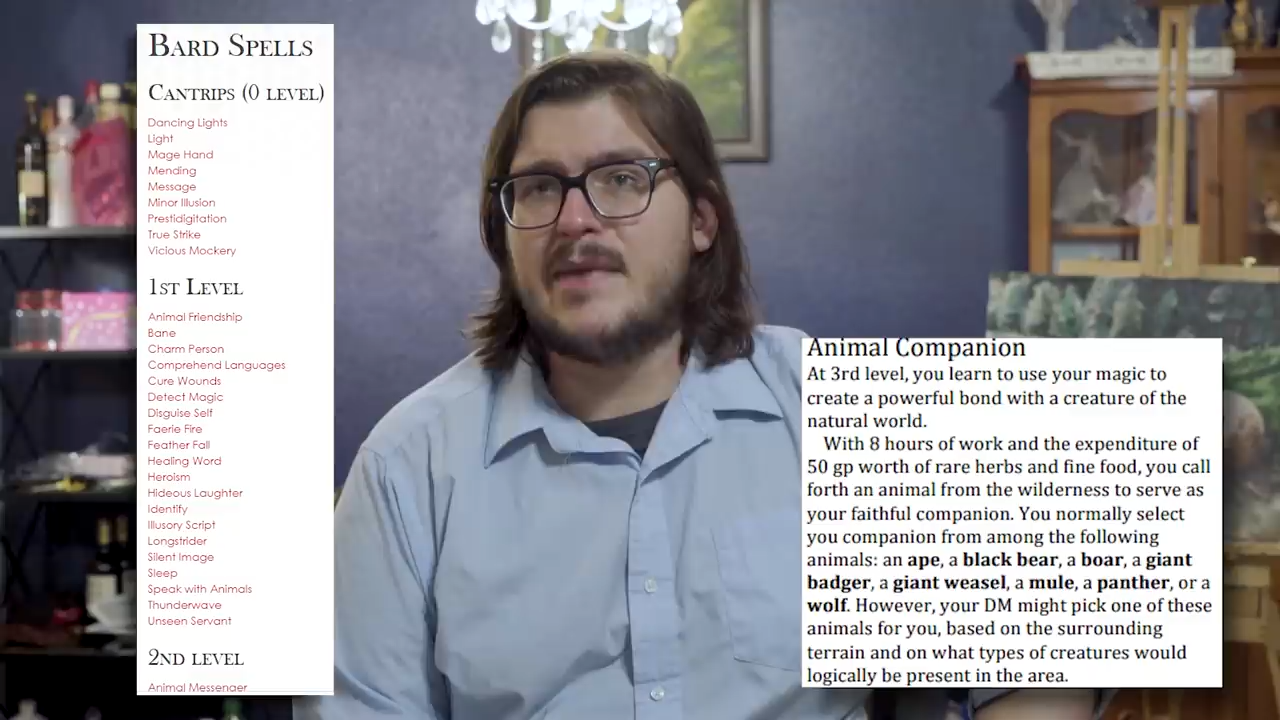 Bard Spells
Cantrips (0 level)
Dancing Lights
Light
Mage Hand
Mending
Message
Minor Illusion
Prestidigitation
True Strike
Vicious Mockery
1st Level
Animal Friendship
Bane
Charm Person
Comprehend Languages
Cure Wounds
Detect Magic
Disguise Self
Faerie Fire
Feather Fall
Healing Word
Heroism
Hideous Laughter
Identify
Illusory Script
Longstrider
Silent Image
Sleep
Speak with Animals
Thunderwave
Unseen Servant
2nd level
Animal Messenger
Animal Companion
At 3rd level, you learn to use your magic to
create a powerful bond with a creature of the
natural world.
With 8 hours of work and the expenditure of
50 gp worth of rare herbs and fine food, you call
forth an animal from the wilderness to serve as
your faithful companion. You normally select
you companion from among the following
animals: an ape, a black bear, a boar, a giant
badger, a giant weasel, a mule, a panther, or a
wolf. However, your DM might pick one of these
animals for you, based on the surrounding
terrain and on what types of creatures would
logically be present in the area.